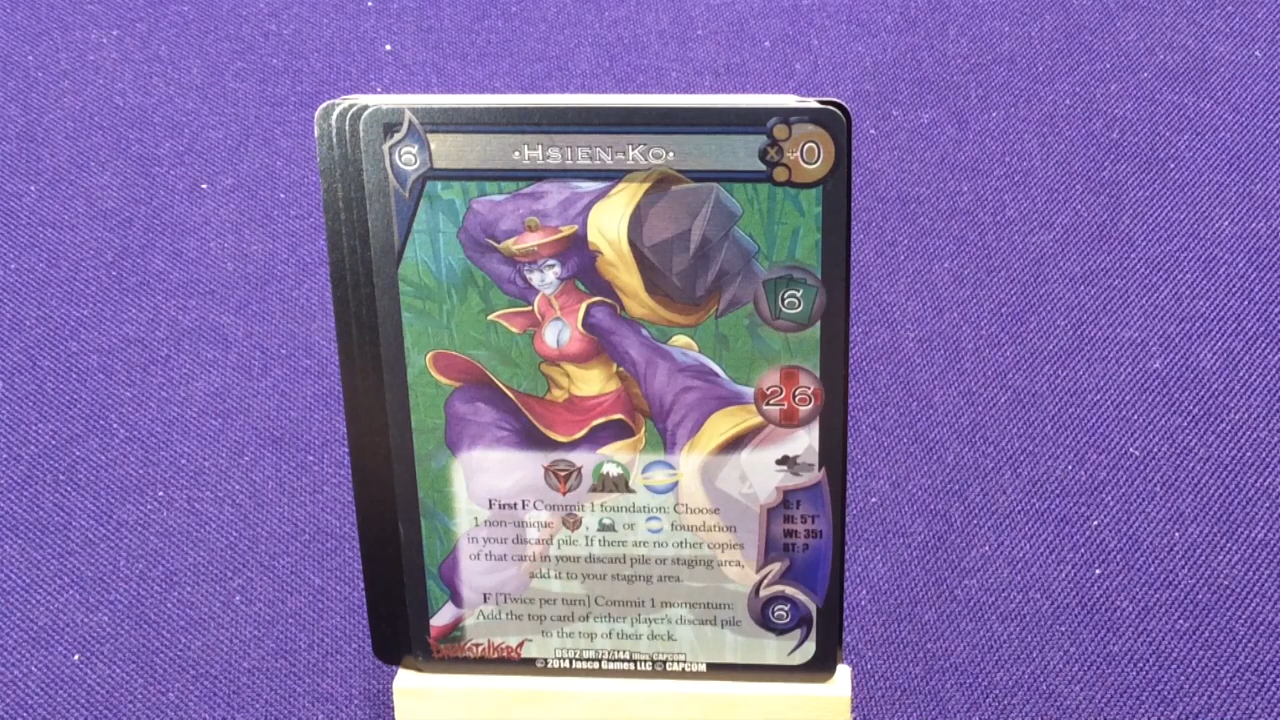 6
·HSIEN-KO·
X +0
6
26
G: F
Ht: 5'1"
Wt: 351
BT: ?
First F Commit 1 foundation: Choose
1 non-unique , or foundation
in your discard pile. If there are no other copies
of that card in your discard pile or staging area,
add it to your staging area.
F [Twice per turn] Commit 1 momentum:
Add the top card of either player's discard pile
to the top of their deck.
6
DARKSTALKERS™
DS02 UR 73/144 Illus. CAPCOM
© 2014 Jasco Games LLC © CAPCOM